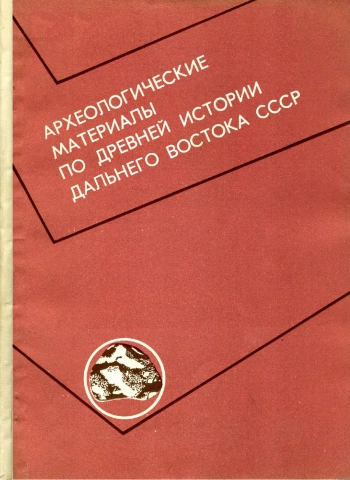 АРХЕОЛОГИЧЕСКИЕ
МАТЕРИАЛЫ
ПО ДРЕВНЕЙ ИСТОРИИ
ДАЛЬНЕГО ВОСТОКА СССР